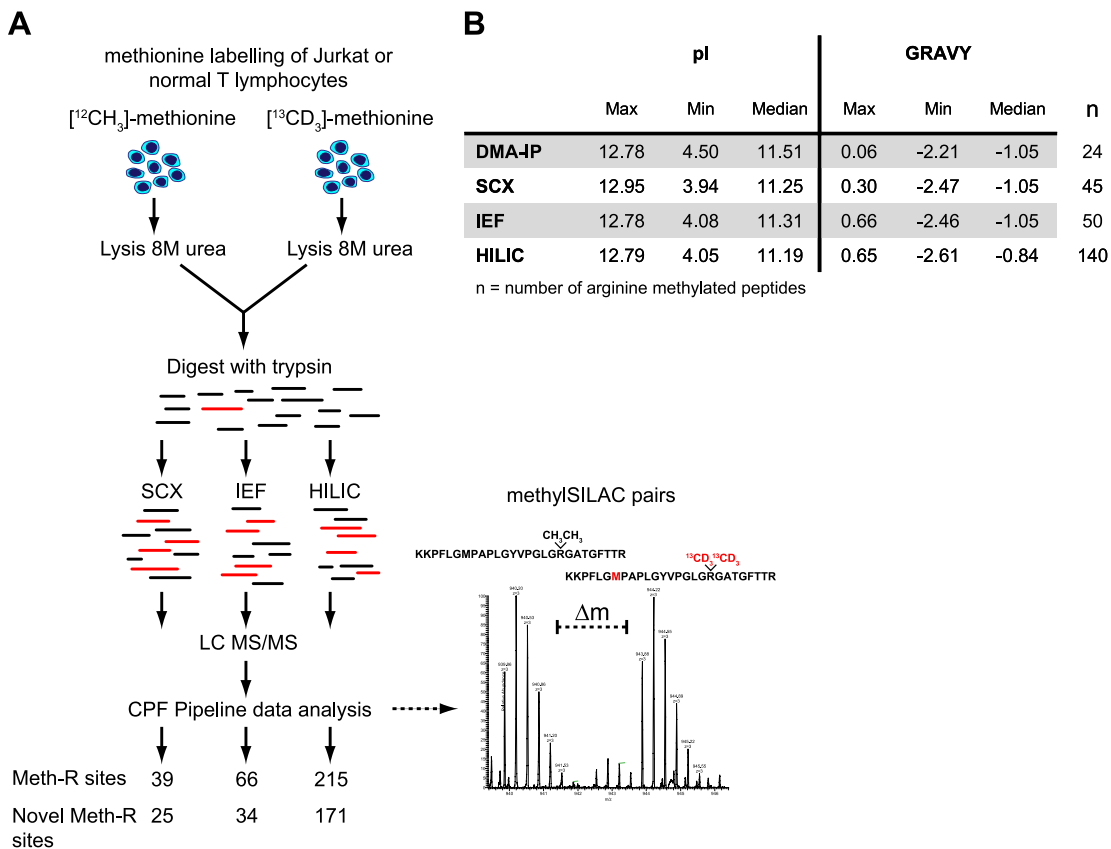 A
methionine labelling of Jurkat or
normal T lymphocytes
[¹²CH₃]-methionine [¹³CD₃]-methionine
Lysis 8M urea Lysis 8M urea
Digest with trypsin
SCX IEF HILIC
LC MS/MS
CPF Pipeline data analysis
Meth-R sites 39 66 215
Novel Meth-R 25 34 171
sites
B
pI GRAVY
Max Min Median Max Min Median n
DMA-IP 12.78 4.50 11.51 0.06 -2.21 -1.05 24
SCX 12.95 3.94 11.25 0.30 -2.47 -1.05 45
IEF 12.78 4.08 11.31 0.66 -2.46 -1.05 50
HILIC 12.79 4.05 11.19 0.65 -2.61 -0.84 140
n = number of arginine methylated peptides
methylSILAC pairs
CH₃CH₃
KKPFLGMPAPLGYVPGLGRGATGFTTR
¹³CD₃¹³CD₃
KKPFLGMPAPLGYVPGLGRGATGFTTR
Δm